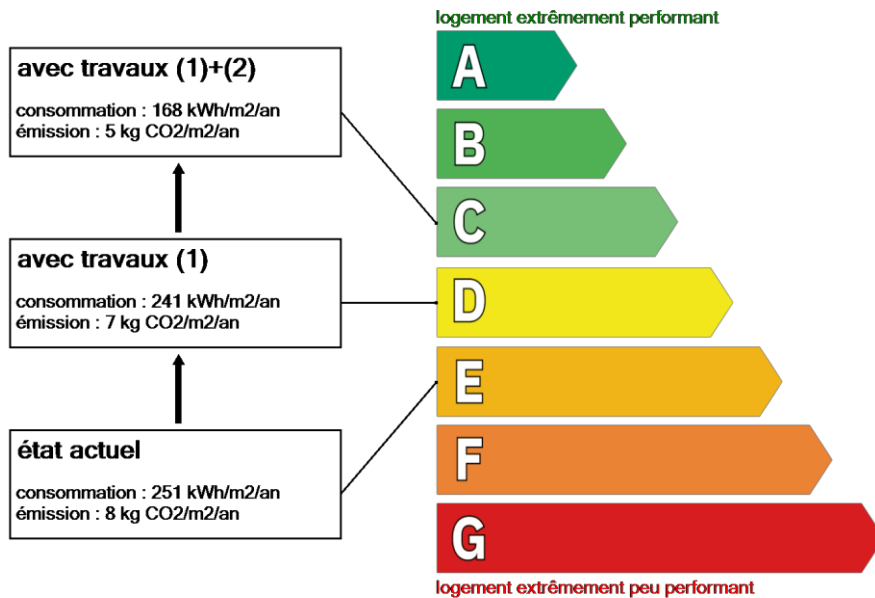 logement extrêmement performant
avec travaux (1)+(2)
consommation : 168 kWh/m2/an
émission : 5 kg CO2/m2/an
avec travaux (1)
consommation : 241 kWh/m2/an
émission : 7 kg CO2/m2/an
état actuel
consommation : 251 kWh/m2/an
émission : 8 kg CO2/m2/an
A
B
C
D
E
F
G
logement extrêmement peu performant